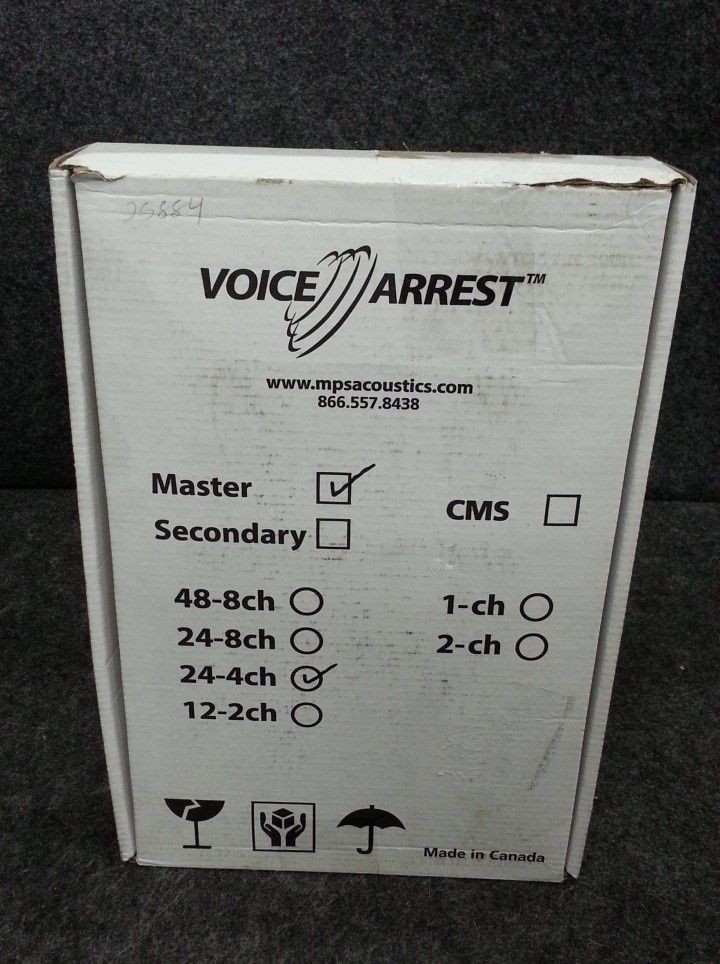 VOICE ARREST™
www.mpsacoustics.com
866.557.8438
Master
Secondary
CMS
48-8ch
24-8ch
24-4ch
12-2ch
1-ch
2-ch
Made in Canada